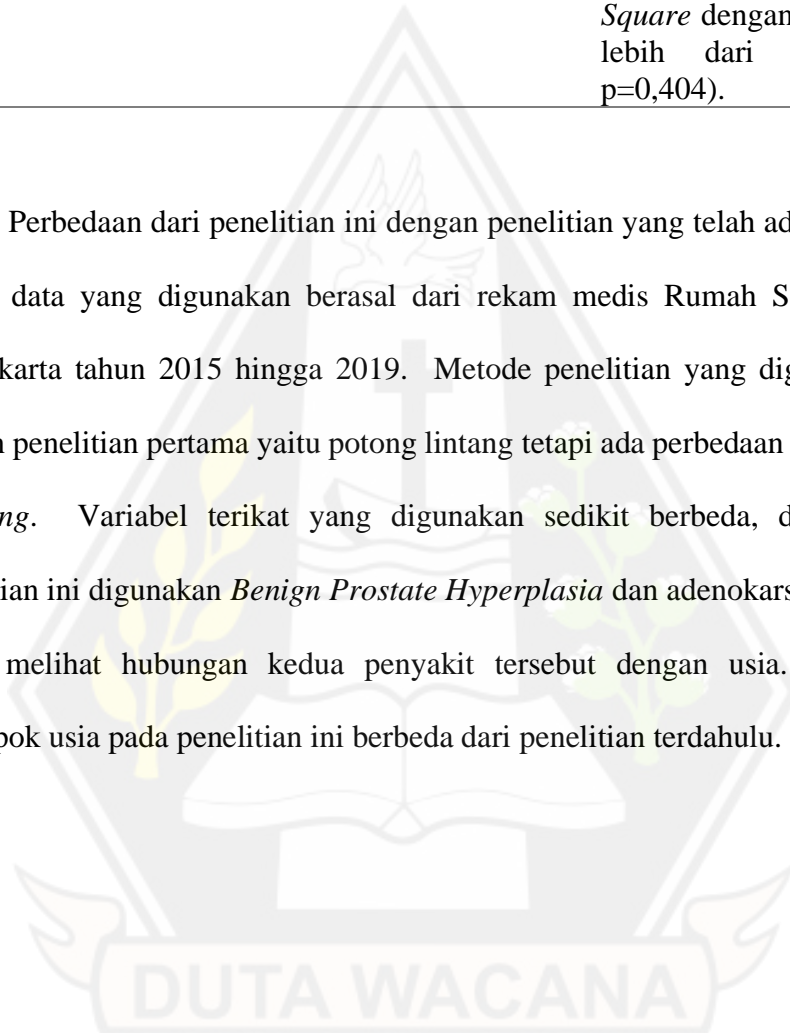 Square dengan
lebih dari
p=0,404).
Perbedaan dari penelitian ini dengan penelitian yang telah ad
data yang digunakan berasal dari rekam medis Rumah S
karta tahun 2015 hingga 2019. Metode penelitian yang dig
n penelitian pertama yaitu potong lintang tetapi ada perbedaan
ng. Variabel terikat yang digunakan sedikit berbeda, d
ian ini digunakan Benign Prostate Hyperplasia dan adenokars
melihat hubungan kedua penyakit tersebut dengan usia.
pok usia pada penelitian ini berbeda dari penelitian terdahulu.
DUTA WACANA